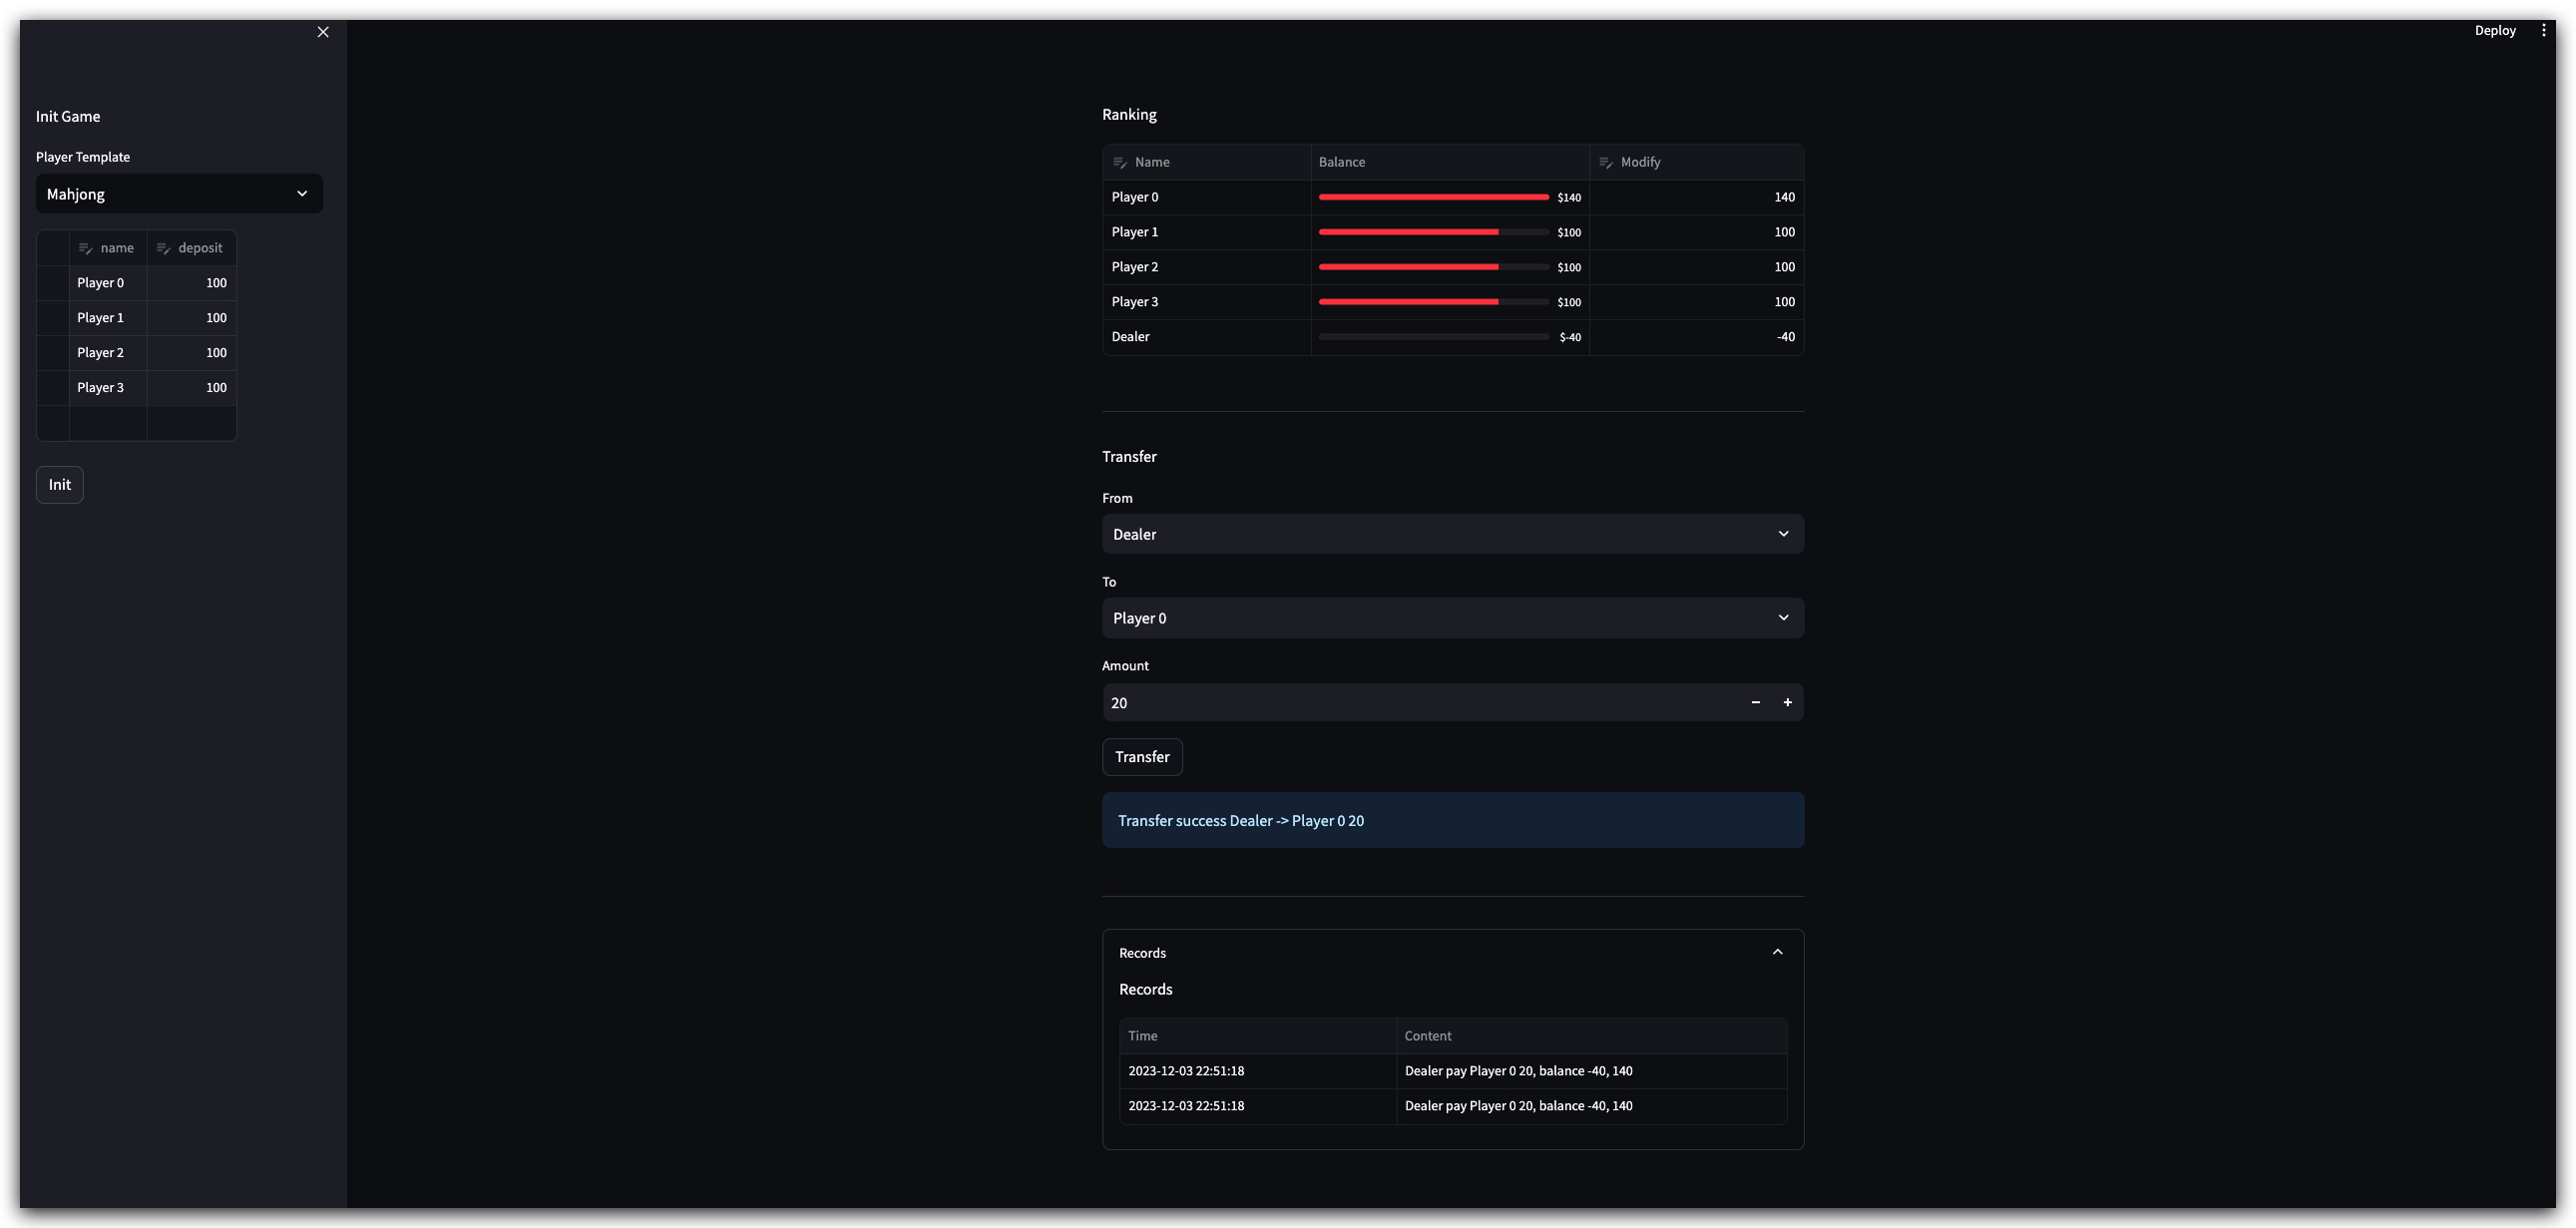 Deploy
Init Game
Player Template
Mahjong
name deposit
Player 0 100
Player 1 100
Player 2 100
Player 3 100
Init
Ranking
Name Balance Modify
Player 0 $140 140
Player 1 $100 100
Player 2 $100 100
Player 3 $100 100
Dealer $-40 -40
Transfer
From
Dealer
To
Player 0
Amount
20
Transfer
Transfer success Dealer -> Player 0 20
Records
Records
Time Content
2023-12-03 22:51:18 Dealer pay Player 0 20, balance -40, 140
2023-12-03 22:51:18 Dealer pay Player 0 20, balance -40, 140